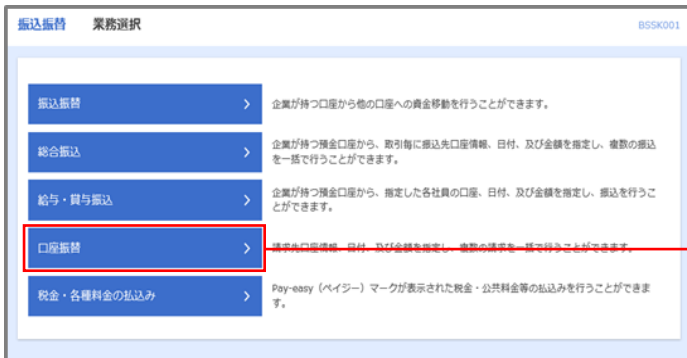 振込振替 業務選択 BSSK001
振込振替 企業が持つ口座から他の口座への資金移動を行うことができます。
総合振込 企業が持つ預金口座から、取引毎に振込先口座情報、日付、及び金額を指定し、複数の振込
を一括で行うことができます。
給与・賞与振込 企業が持つ預金口座から、指定した各社員の口座、日付、及び金額を指定し、振込を行うこ
とができます。
口座振替 請求先口座情報、日付、及び金額を指定し、複数の請求を一括で行うことができます。
税金・各種料金の払込み Pay-easy（ペイジー）マークが表示された税金・公共料金等の払込みを行うことができま
す。